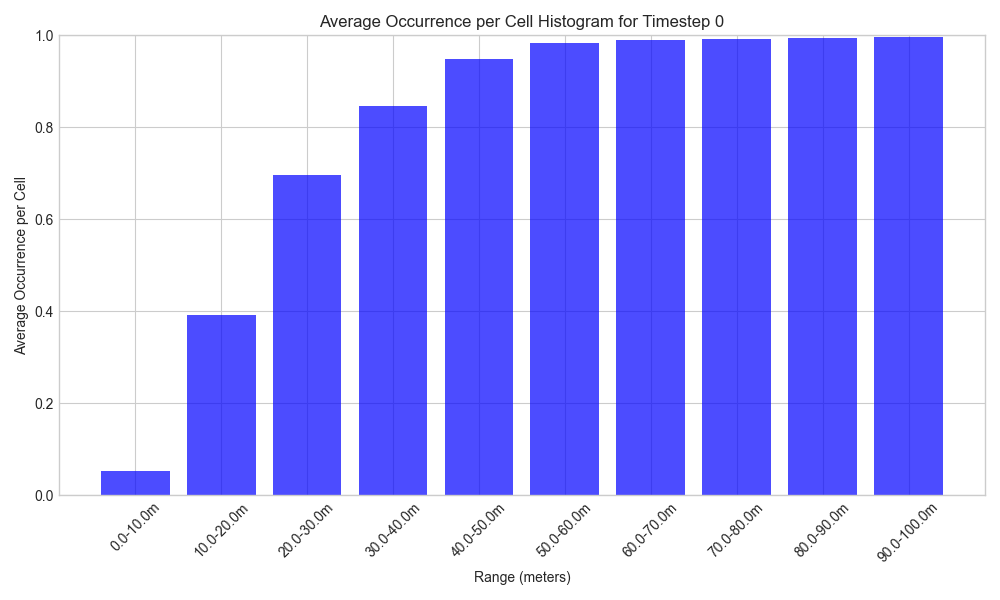 Average Occurrence per Cell Histogram for Timestep 0
Average Occurrence per Cell
1.0
0.8
0.6
0.4
0.2
0.0
0.0-10.0m
10.0-20.0m
20.0-30.0m
30.0-40.0m
40.0-50.0m
50.0-60.0m
60.0-70.0m
70.0-80.0m
80.0-90.0m
90.0-100.0m
Range (meters)